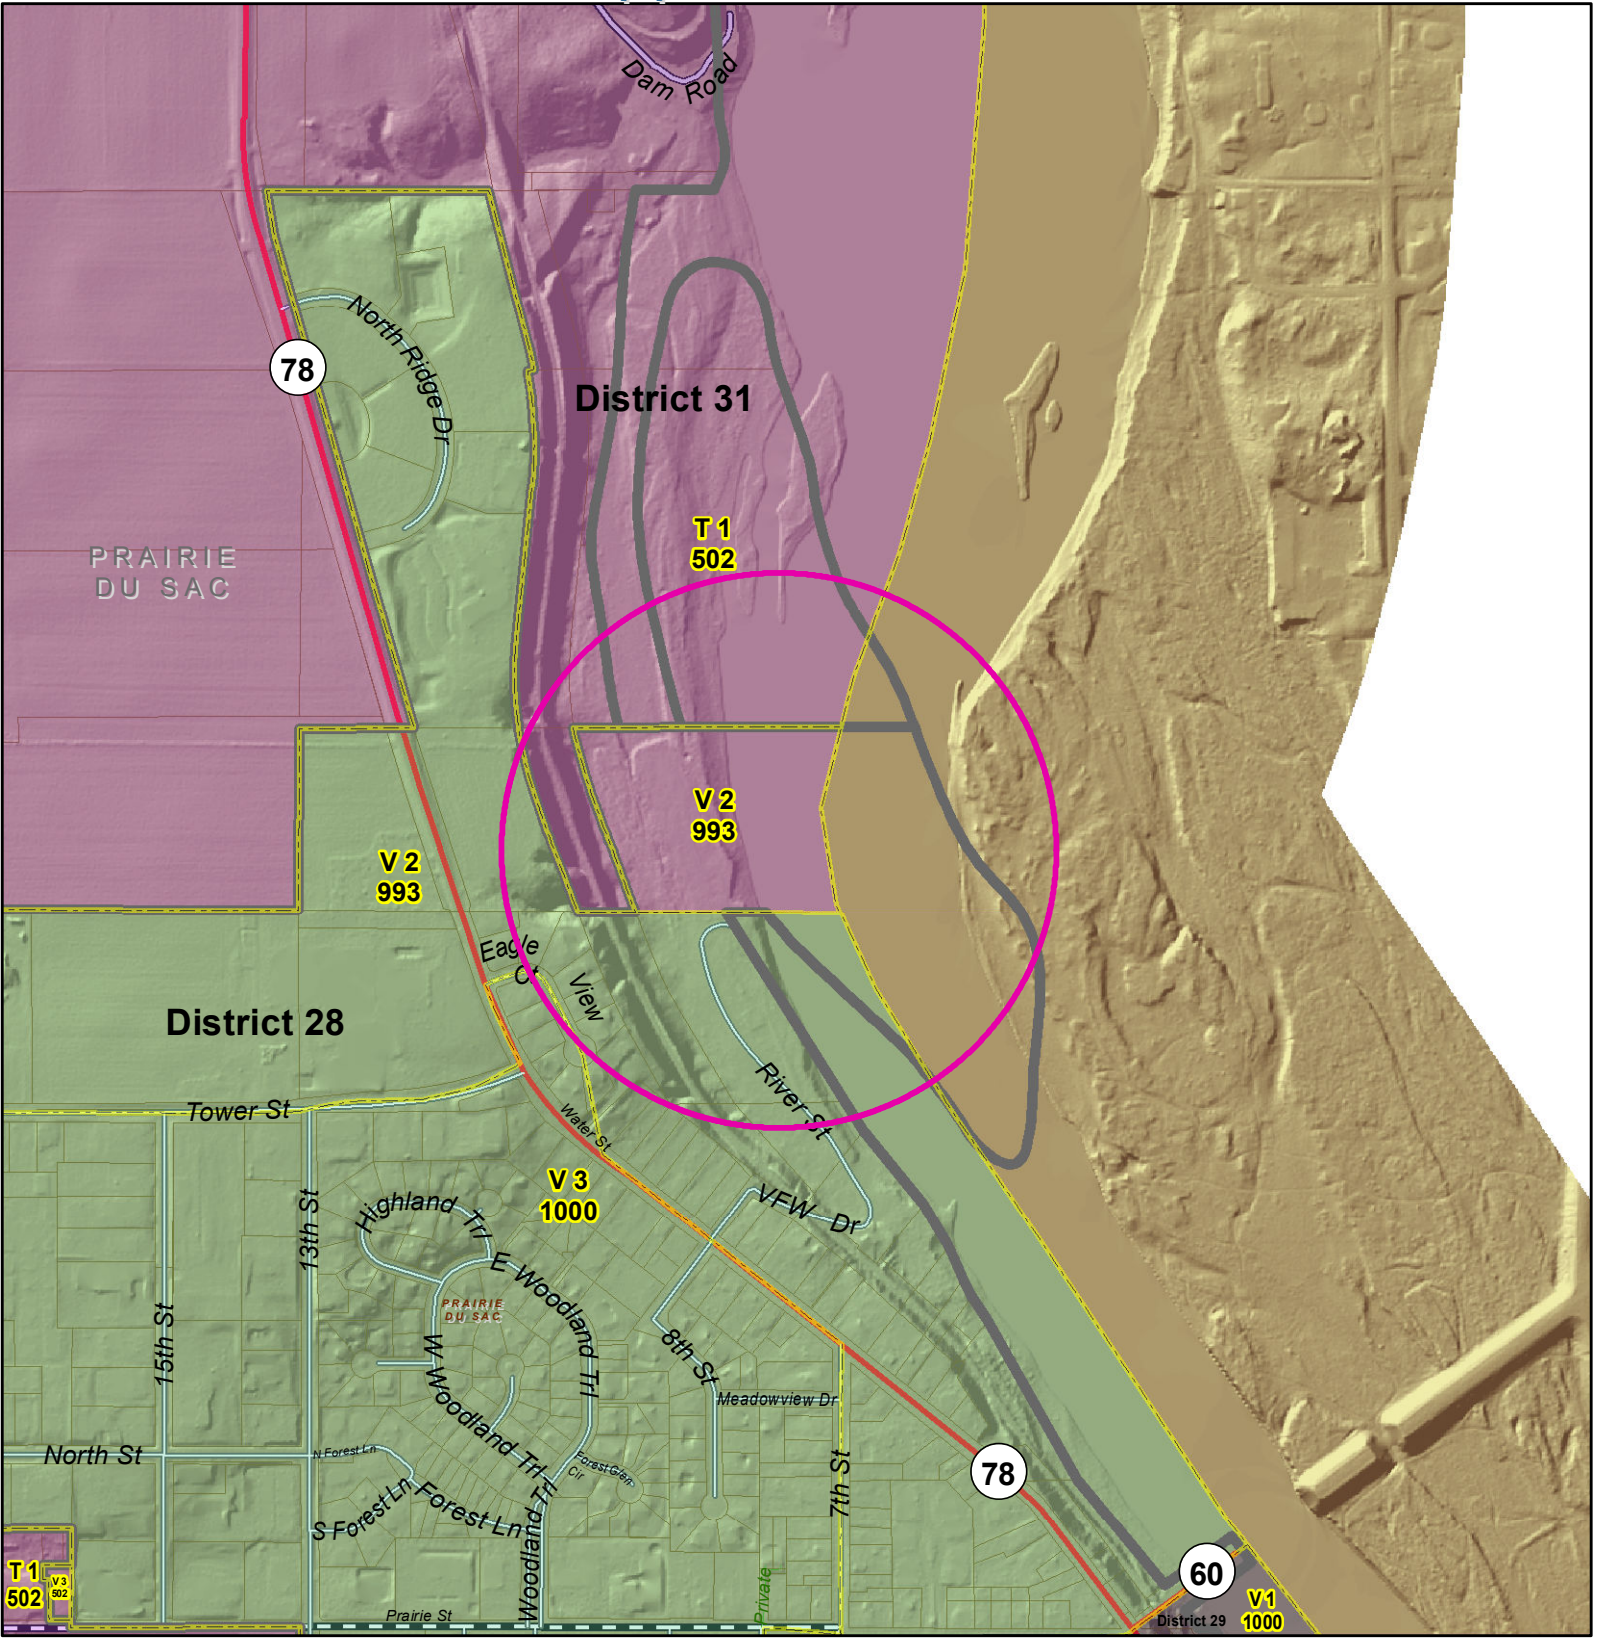 Dam Road
North Ridge Dr
78
District 31
T 1
502
PRAIRIE
DU SAC
V 2
993
V 2
993
Eagle
Ct
View
District 28
River St
Tower St
Water St
V 3
1000
VFW Dr
Highland Trl
13th St
E Woodland Trl
PRAIRIE
DU SAC
15th St
W Woodland Trl
8th St
Meadowview Dr
North St
N Forest Ln
Forest Glen
Cir
7th St
78
S Forest Ln
Forest Ln
Woodland Trl
T 1
502
V 3
502
60
Private
Prairie St
District 29
V 1
1000